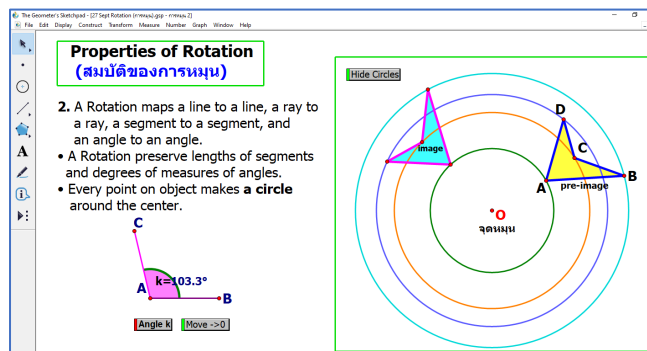 The Geometer's Sketchpad - [27 Sept Rotation (การหมุน).gsp - การหมุน 2]
File Edit Display Construct Transform Measure Number Graph Window Help
Properties of Rotation
(สมบัติของการหมุน)
2. A Rotation maps a line to a line, a ray to
a ray, a segment to a segment, and
an angle to an angle.
• A Rotation preserve lengths of segments
and degrees of measures of angles.
• Every point on object makes a circle
around the center.
C
k=103.3°
A
B
Angle k
Move ->0
Hide Circles
image
D
C
B
A
pre-image
O
จุดหมุน
A